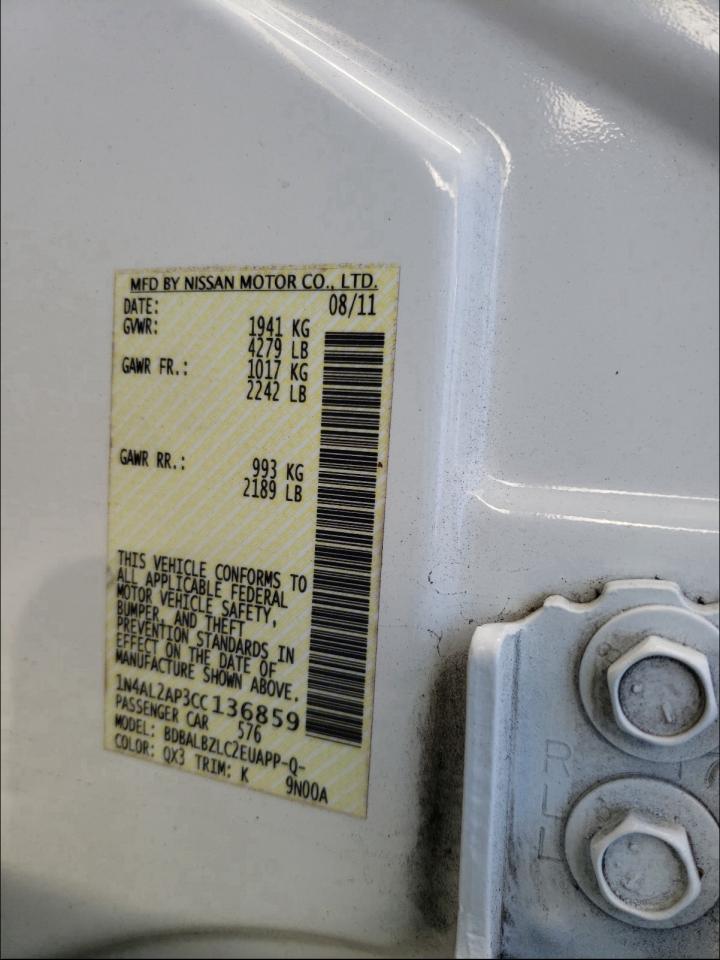 MFD BY NISSAN MOTOR CO., LTD.
DATE: 08/11
GVWR: 1941 KG
4279 LB
GAWR FR.: 1017 KG
2242 LB
GAWR RR.: 993 KG
2189 LB
THIS VEHICLE CONFORMS TO
ALL APPLICABLE FEDERAL
MOTOR VEHICLE SAFETY,
BUMPER, AND THEFT
PREVENTION STANDARDS IN
EFFECT ON THE DATE OF
MANUFACTURE SHOWN ABOVE.
1N4AL2AP3CC136859
PASSENGER CAR 576
MODEL: BDBALBZLC2EUAPP-Q-
COLOR: QX3 TRIM: K 9N00A
RLL